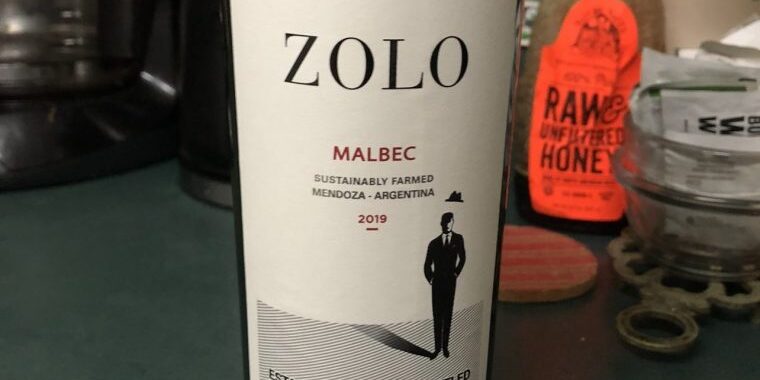 ZOLO
MALBEC
SUSTAINABLY FARMED
MENDOZA - ARGENTINA
2019
RAW &
UNFILTERED
HONEY